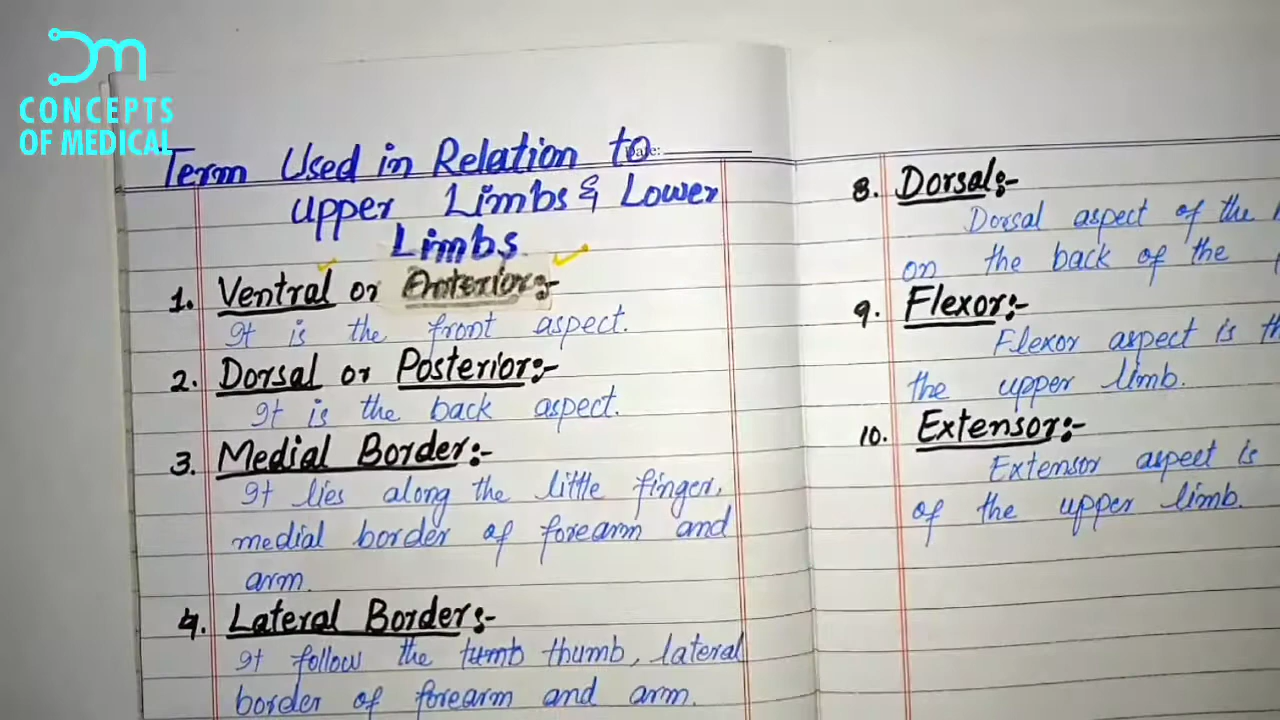 Dm
CONCEPTS
OF MEDICAL
Term Used in Relation to
Date:
Upper Limbs & Lower
Limbs
1. Ventral or Anterior:-
It is the front aspect.
2. Dorsal or Posterior:-
It is the back aspect.
3. Medial Border:-
It lies along the little finger,
medial border of forearm and
arm.
4. Lateral Border:-
It follow the tumb thumb, lateral
border of forearm and arm.
8. Dorsal:-
Dorsal aspect of the
on the back of the
9. Flexor:-
Flexor aspect is
the upper limb.
10. Extensor:-
Extensor aspect is
of the upper limb.